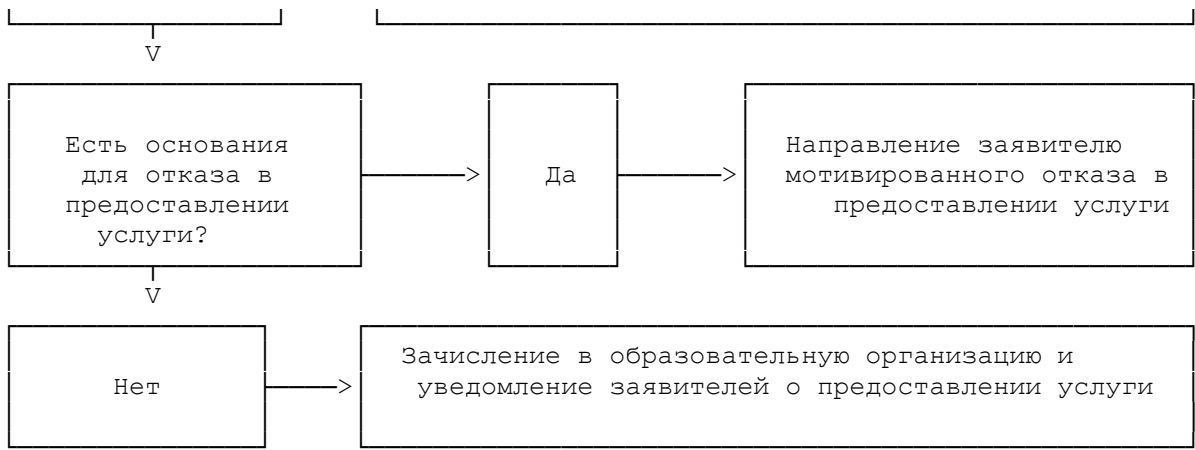 V
Есть основания
для отказа в
предоставлении
услуги?
Да
Направление заявителю
мотивированного отказа в
предоставлении услуги
V
Нет
Зачисление в образовательную организацию и
уведомление заявителей о предоставлении услуги